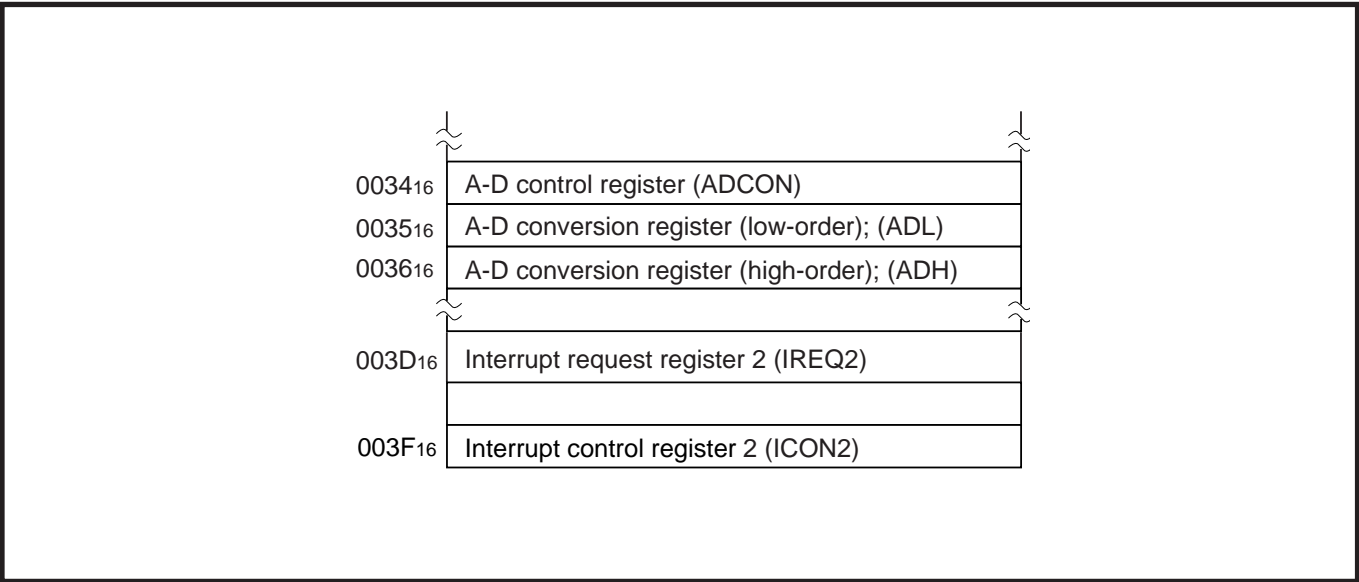 0034₁₆ A-D control register (ADCON)
0035₁₆ A-D conversion register (low-order); (ADL)
0036₁₆ A-D conversion register (high-order); (ADH)
003D₁₆ Interrupt request register 2 (IREQ2)
003F₁₆ Interrupt control register 2 (ICON2)